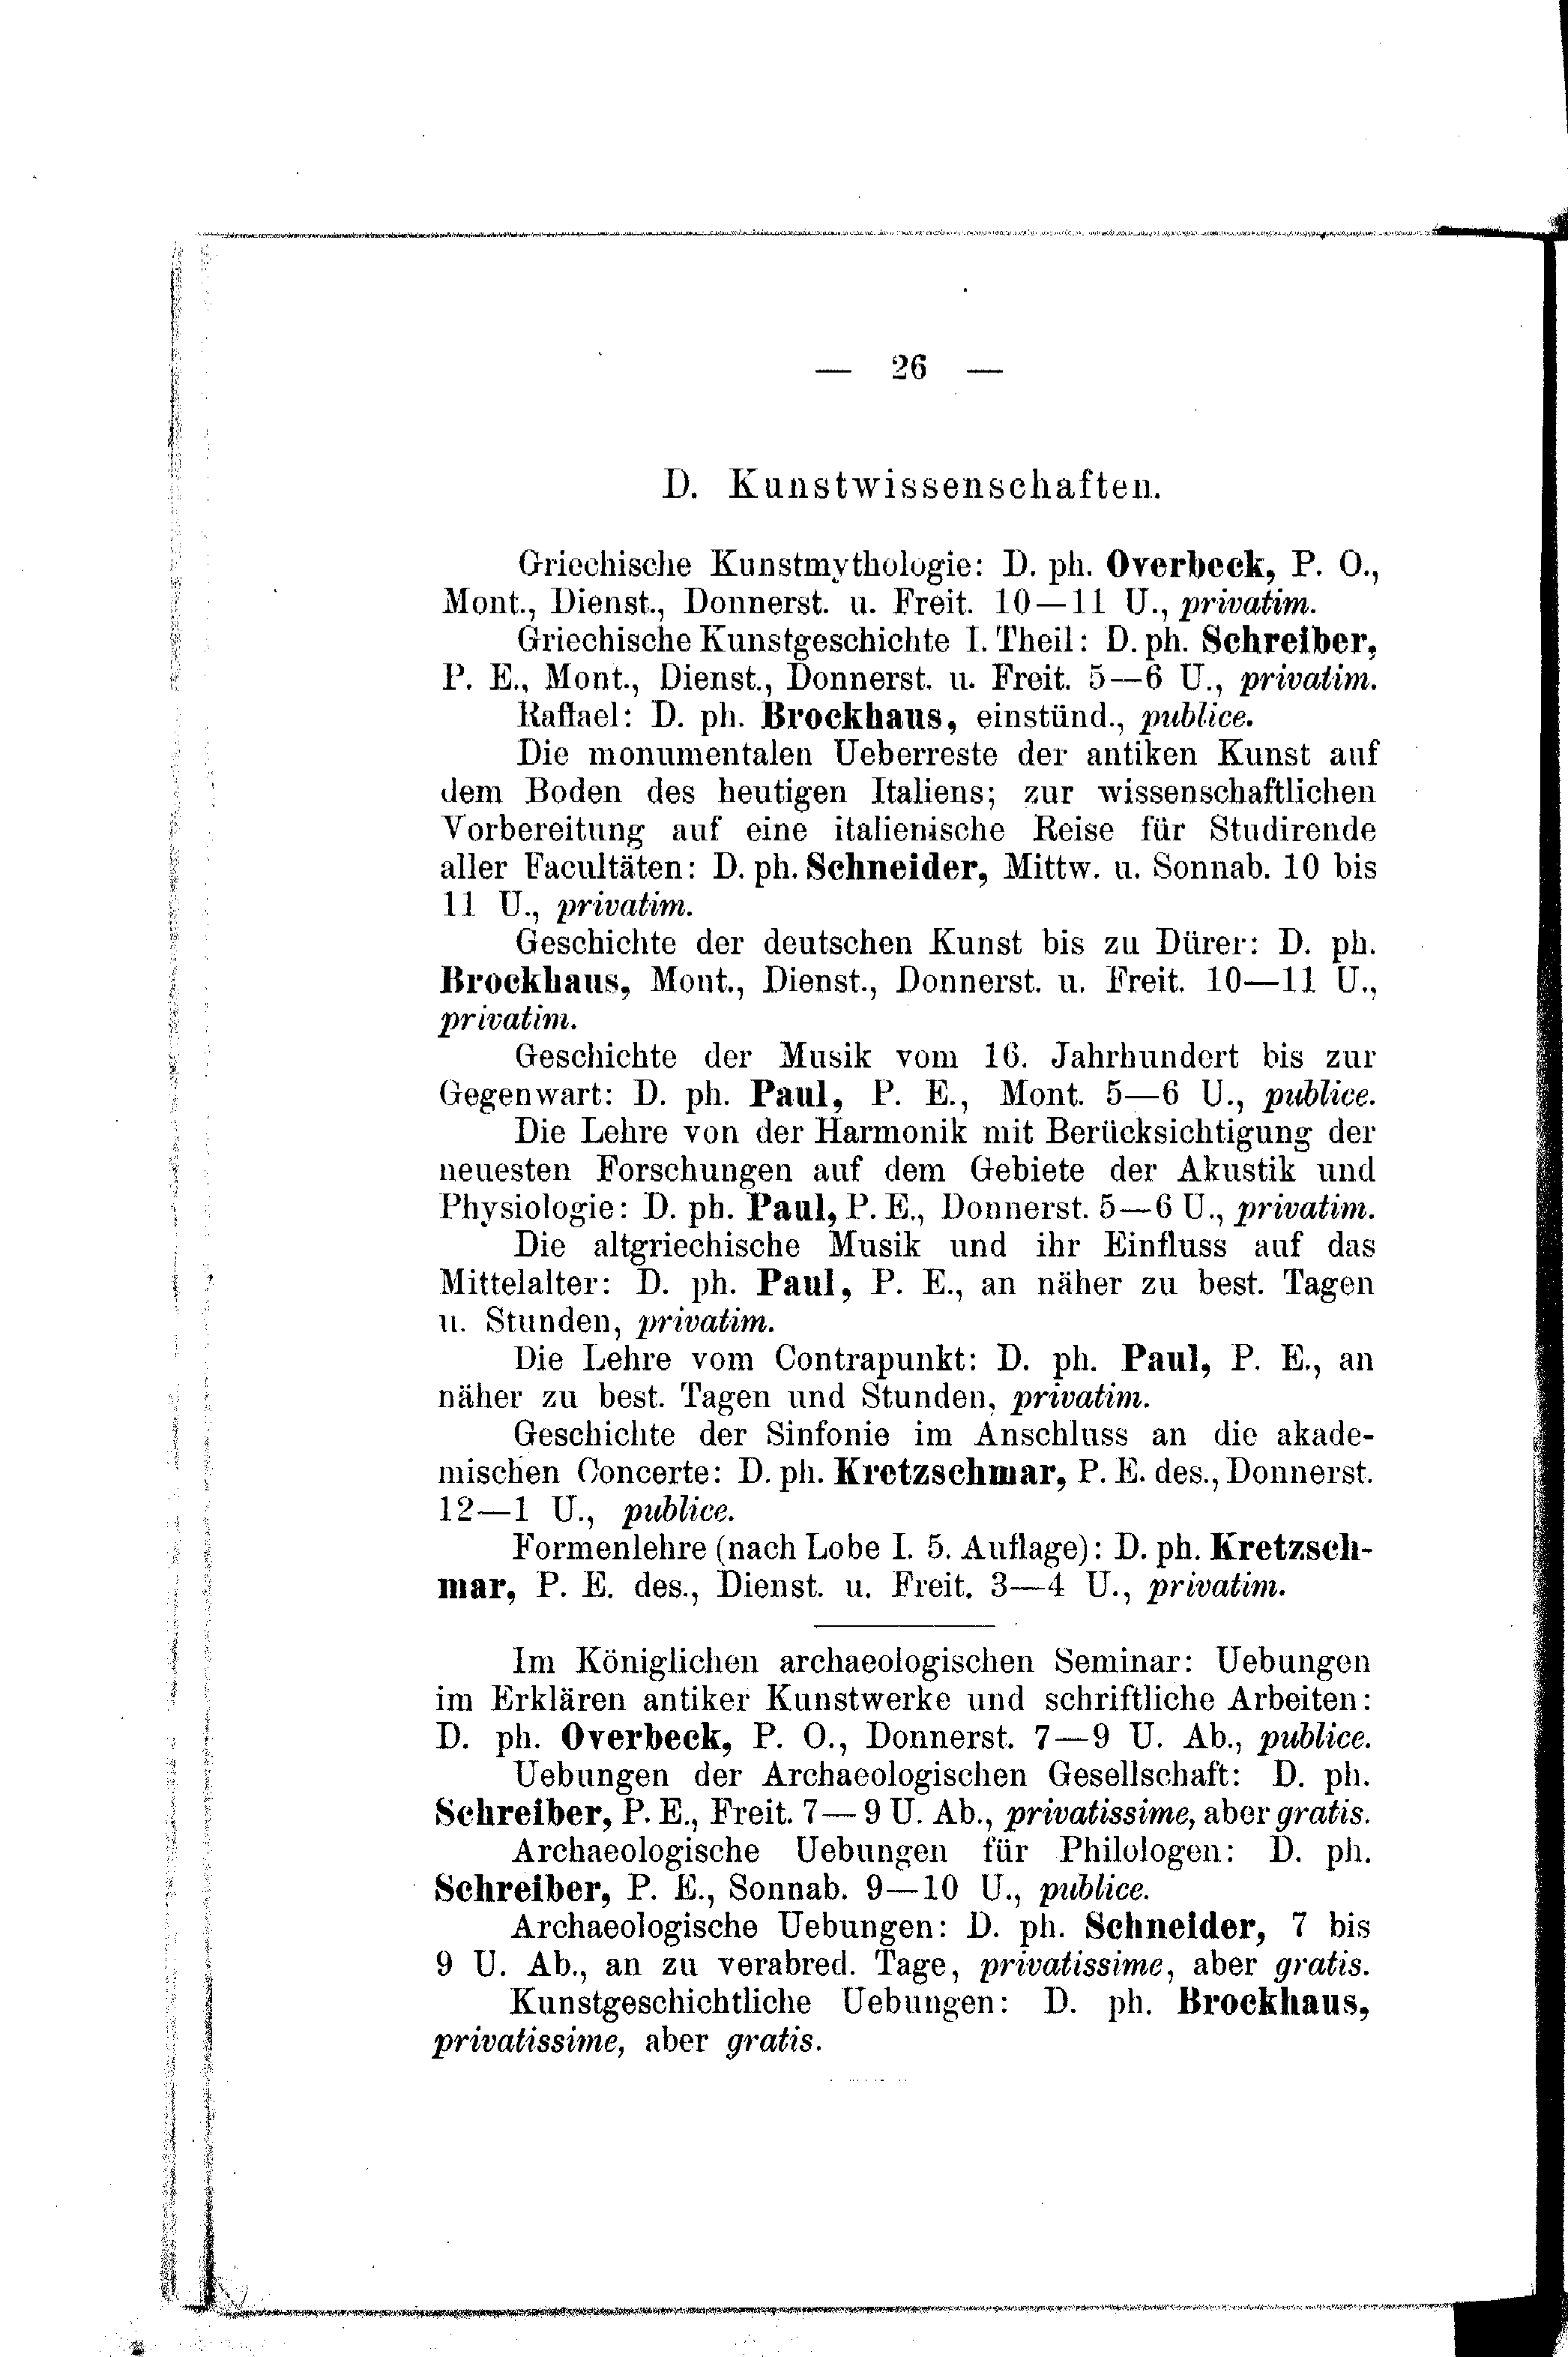 — 26 —
D. Kunstwissenschaften.
Griechische Kunstmythologie: D. ph. Overbeck, P. O.,
Mont., Dienst., Donnerst. u. Freit. 10—11 U., privatim.
Griechische Kunstgeschichte I. Theil: D. ph. Schreiber,
P. E., Mont., Dienst., Donnerst. u. Freit. 5—6 U., privatim.
Raffael: D. ph. Brockhaus, einstünd., publice.
Die monumentalen Ueberreste der antiken Kunst auf
dem Boden des heutigen Italiens; zur wissenschaftlichen
Vorbereitung auf eine italienische Reise für Studirende
aller Facultäten: D. ph. Schneider, Mittw. u. Sonnab. 10 bis
11 U., privatim.
Geschichte der deutschen Kunst bis zu Dürer: D. ph.
Brockhaus, Mont., Dienst., Donnerst. u. Freit. 10—11 U.,
privatim.
Geschichte der Musik vom 16. Jahrhundert bis zur
Gegenwart: D. ph. Paul, P. E., Mont. 5—6 U., publice.
Die Lehre von der Harmonik mit Berücksichtigung der
neuesten Forschungen auf dem Gebiete der Akustik und
Physiologie: D. ph. Paul, P. E., Donnerst. 5—6 U., privatim.
Die altgriechische Musik und ihr Einfluss auf das
Mittelalter: D. ph. Paul, P. E., an näher zu best. Tagen
u. Stunden, privatim.
Die Lehre vom Contrapunkt: D. ph. Paul, P. E., an
näher zu best. Tagen und Stunden, privatim.
Geschichte der Sinfonie im Anschluss an die akade-
mischen Concerte: D. ph. Kretzschmar, P. E. des., Donnerst.
12—1 U., publice.
Formenlehre (nach Lobe I. 5. Auflage): D. ph. Kretzsch-
mar, P. E. des., Dienst. u. Freit. 3—4 U., privatim.
Im Königlichen archaeologischen Seminar: Uebungen
im Erklären antiker Kunstwerke und schriftliche Arbeiten:
D. ph. Overbeck, P. O., Donnerst. 7—9 U. Ab., publice.
Uebungen der Archaeologischen Gesellschaft: D. ph.
Schreiber, P. E., Freit. 7—9 U. Ab., privatissime, aber gratis.
Archaeologische Uebungen für Philologen: D. ph.
Schreiber, P. E., Sonnab. 9—10 U., publice.
Archaeologische Uebungen: D. ph. Schneider, 7 bis
9 U. Ab., an zu verabred. Tage, privatissime, aber gratis.
Kunstgeschichtliche Uebungen: D. ph. Brockhaus,
privatissime, aber gratis.